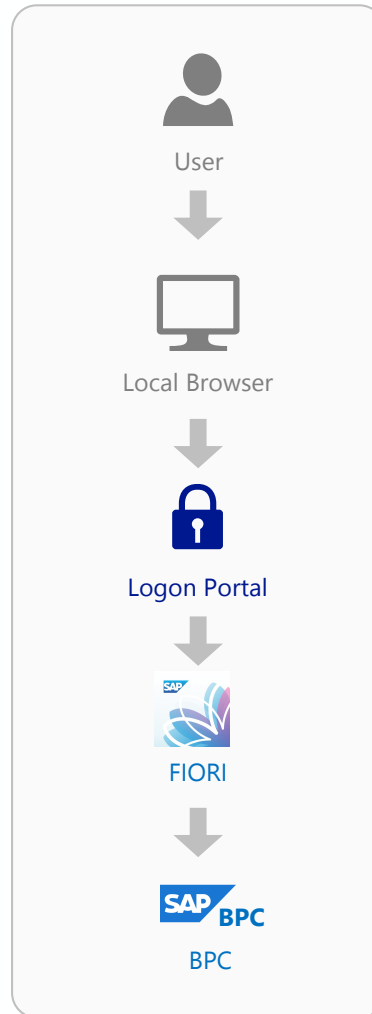 User
Local Browser
Logon Portal
SAP
FIORI
SAP BPC
BPC